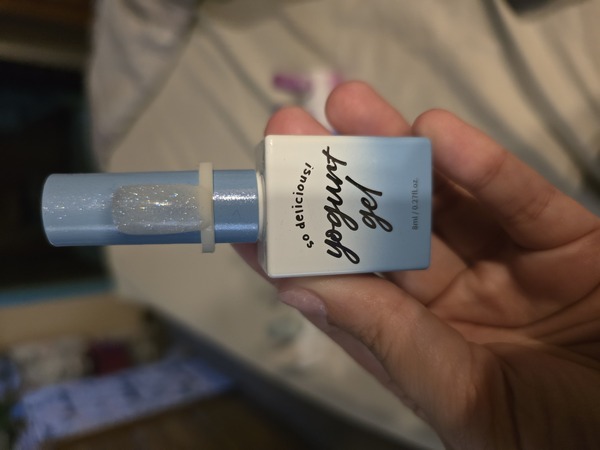 so delicious!
yogurt
gel
8ml / 0.27fl.oz.